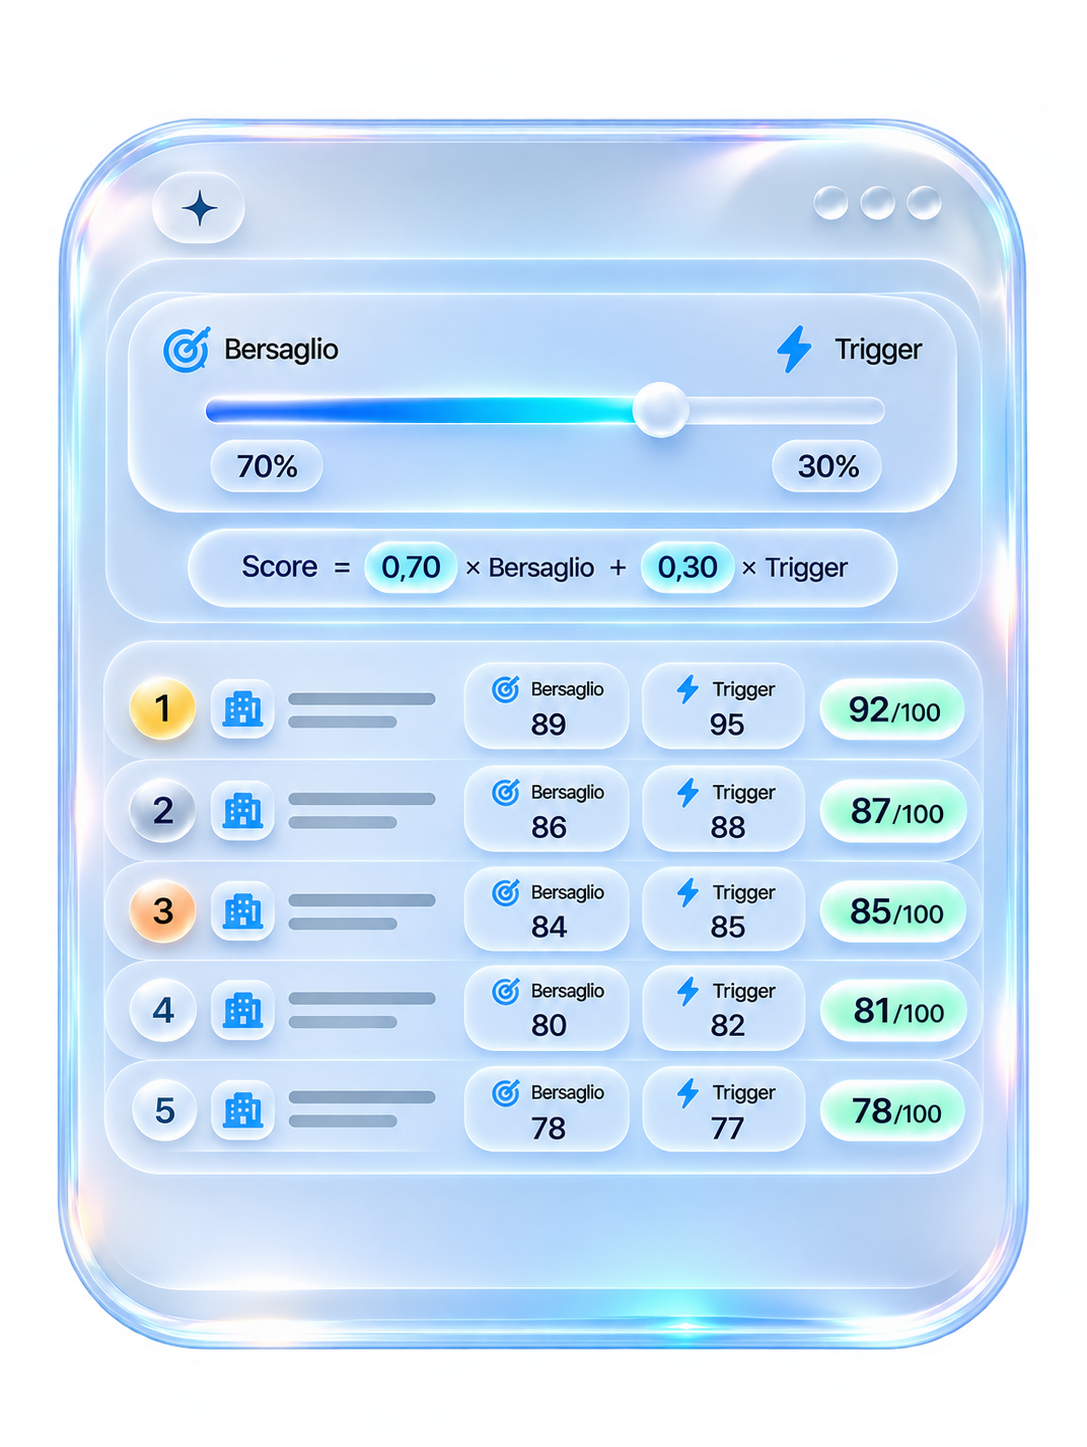 Bersaglio Trigger
70% 30%
Score = 0,70 × Bersaglio + 0,30 × Trigger
1 Bersaglio 89 Trigger 95 92/100
2 Bersaglio 86 Trigger 88 87/100
3 Bersaglio 84 Trigger 85 85/100
4 Bersaglio 80 Trigger 82 81/100
5 Bersaglio 78 Trigger 77 78/100